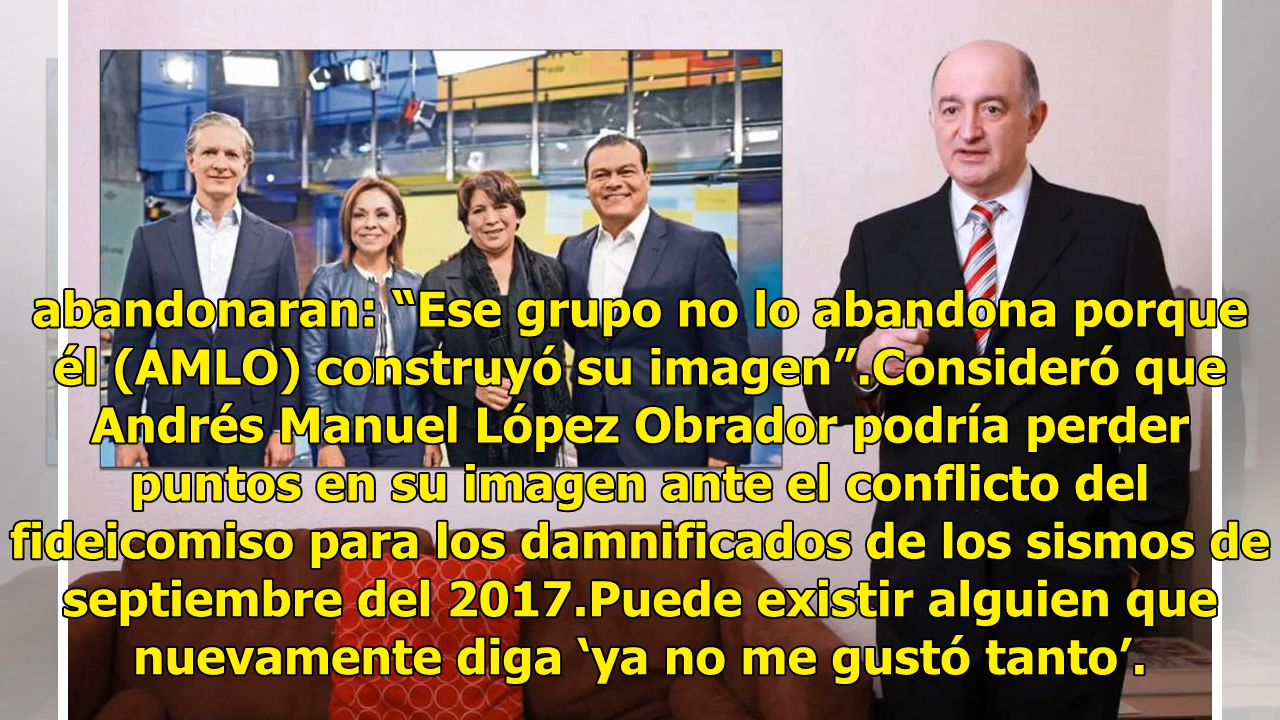 abandonaran: “Ese grupo no lo abandona porque
él (AMLO) construyó su imagen”.Consideró que
Andrés Manuel López Obrador podría perder
puntos en su imagen ante el conflicto del
fideicomiso para los damnificados de los sismos de
septiembre del 2017.Puede existir alguien que
nuevamente diga ‘ya no me gustó tanto’.